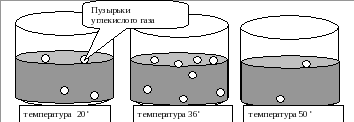 Пузырьки
углекислого газа
температура 20˚
температура 36˚
температура 50˚